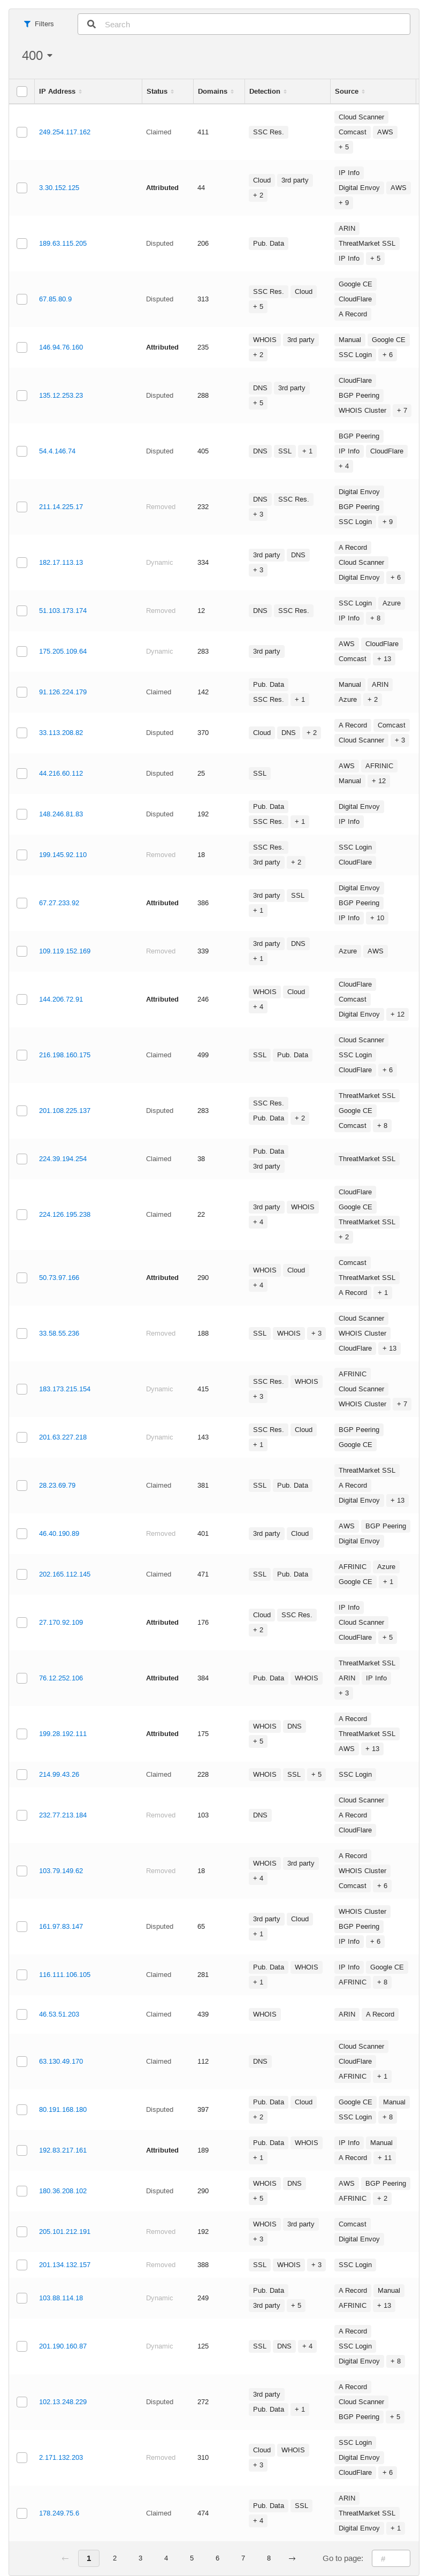 Filters
Search
400
IP Address Status Domains Detection Source
249.254.117.162 Claimed 411 SSC Res. Cloud Scanner Comcast AWS + 5
3.30.152.125 Attributed 44 Cloud 3rd party + 2 IP Info Digital Envoy AWS + 9
189.63.115.205 Disputed 206 Pub. Data ARIN ThreatMarket SSL IP Info + 5
67.85.80.9 Disputed 313 SSC Res. Cloud + 5 Google CE CloudFlare A Record
146.94.76.160 Attributed 235 WHOIS 3rd party + 2 Manual Google CE SSC Login + 6
135.12.253.23 Disputed 288 DNS 3rd party + 5 CloudFlare BGP Peering WHOIS Cluster + 7
54.4.146.74 Disputed 405 DNS SSL + 1 BGP Peering IP Info CloudFlare + 4
211.14.225.17 Removed 232 DNS SSC Res. + 3 Digital Envoy BGP Peering SSC Login + 9
182.17.113.13 Dynamic 334 3rd party DNS + 3 A Record Cloud Scanner Digital Envoy + 6
51.103.173.174 Removed 12 DNS SSC Res. SSC Login Azure IP Info + 8
175.205.109.64 Dynamic 283 3rd party AWS CloudFlare Comcast + 13
91.126.224.179 Claimed 142 Pub. Data SSC Res. + 1 Manual ARIN Azure + 2
33.113.208.82 Disputed 370 Cloud DNS + 2 A Record Comcast Cloud Scanner + 3
44.216.60.112 Disputed 25 SSL AWS AFRINIC Manual + 12
148.246.81.83 Disputed 192 Pub. Data SSC Res. + 1 Digital Envoy IP Info
199.145.92.110 Removed 18 SSC Res. 3rd party + 2 SSC Login CloudFlare
67.27.233.92 Attributed 386 3rd party SSL + 1 Digital Envoy BGP Peering IP Info + 10
109.119.152.169 Removed 339 3rd party DNS + 1 Azure AWS
144.206.72.91 Attributed 246 WHOIS Cloud + 4 CloudFlare Comcast Digital Envoy + 12
216.198.160.175 Claimed 499 SSL Pub. Data Cloud Scanner SSC Login CloudFlare + 6
201.108.225.137 Disputed 283 SSC Res. Pub. Data + 2 ThreatMarket SSL Google CE Comcast + 8
224.39.194.254 Claimed 38 Pub. Data 3rd party ThreatMarket SSL
224.126.195.238 Claimed 22 3rd party WHOIS + 4 CloudFlare Google CE ThreatMarket SSL + 2
50.73.97.166 Attributed 290 WHOIS Cloud + 4 Comcast ThreatMarket SSL A Record + 1
33.58.55.236 Removed 188 SSL WHOIS + 3 Cloud Scanner WHOIS Cluster CloudFlare + 13
183.173.215.154 Dynamic 415 SSC Res. WHOIS + 3 AFRINIC Cloud Scanner WHOIS Cluster + 7
201.63.227.218 Dynamic 143 SSC Res. Cloud + 1 BGP Peering Google CE
28.23.69.79 Claimed 381 SSL Pub. Data ThreatMarket SSL A Record Digital Envoy + 13
46.40.190.89 Removed 401 3rd party Cloud AWS BGP Peering Digital Envoy
202.165.112.145 Claimed 471 SSL Pub. Data AFRINIC Azure Google CE + 1
27.170.92.109 Attributed 176 Cloud SSC Res. + 2 IP Info Cloud Scanner CloudFlare + 5
76.12.252.106 Attributed 384 Pub. Data WHOIS ThreatMarket SSL ARIN IP Info + 3
199.28.192.111 Attributed 175 WHOIS DNS + 5 A Record ThreatMarket SSL AWS + 13
214.99.43.26 Claimed 228 WHOIS SSL + 5 SSC Login
232.77.213.184 Removed 103 DNS Cloud Scanner A Record CloudFlare
103.79.149.62 Removed 18 WHOIS 3rd party + 4 A Record WHOIS Cluster Comcast + 6
161.97.83.147 Disputed 65 3rd party Cloud + 1 WHOIS Cluster BGP Peering IP Info + 6
116.111.106.105 Claimed 281 Pub. Data WHOIS + 1 IP Info Google CE AFRINIC + 8
46.53.51.203 Claimed 439 WHOIS ARIN A Record
63.130.49.170 Claimed 112 DNS Cloud Scanner CloudFlare AFRINIC + 1
80.191.168.180 Disputed 397 Pub. Data Cloud + 2 Google CE Manual SSC Login + 8
192.83.217.161 Attributed 189 Pub. Data WHOIS + 1 IP Info Manual A Record + 11
180.36.208.102 Disputed 290 WHOIS DNS + 5 AWS BGP Peering AFRINIC + 2
205.101.212.191 Removed 192 WHOIS 3rd party + 3 Comcast Digital Envoy
201.134.132.157 Removed 388 SSL WHOIS + 3 SSC Login
103.88.114.18 Dynamic 249 Pub. Data 3rd party + 5 A Record Manual AFRINIC + 13
201.190.160.87 Dynamic 125 SSL DNS + 4 A Record SSC Login Digital Envoy + 8
102.13.248.229 Disputed 272 3rd party Pub. Data + 1 A Record Cloud Scanner BGP Peering + 5
2.171.132.203 Removed 310 Cloud WHOIS + 3 SSC Login Digital Envoy CloudFlare + 6
178.249.75.6 Claimed 474 Pub. Data SSL + 4 ARIN ThreatMarket SSL Digital Envoy + 1
← 1 2 3 4 5 6 7 8 → Go to page: #